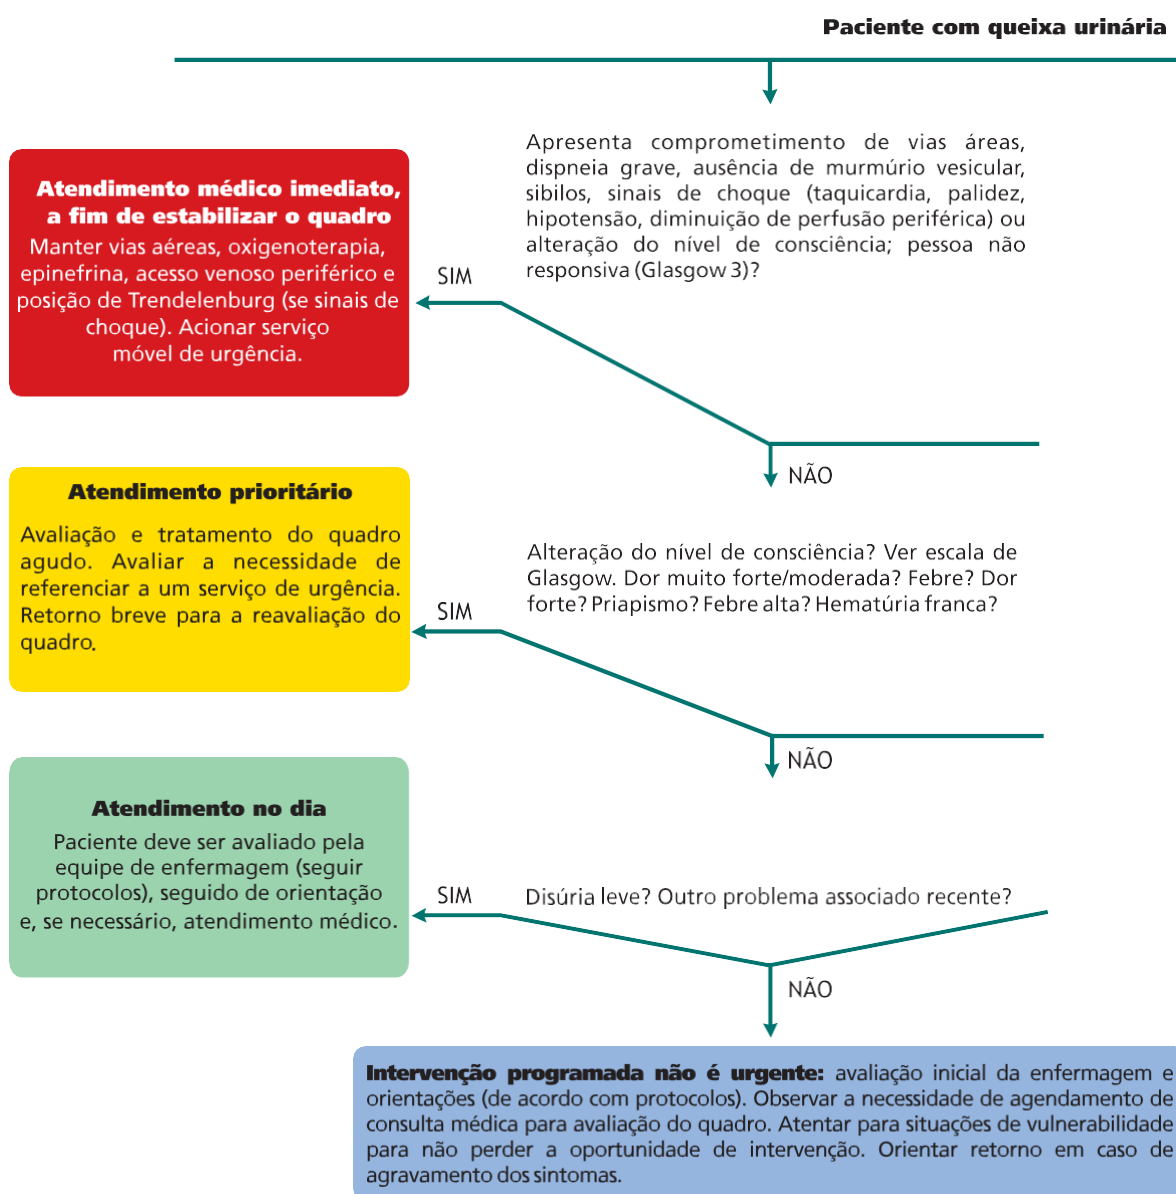 Paciente com queixa urinária
Apresenta comprometimento de vias áreas,
dispneia grave, ausência de murmúrio vesicular,
sibilos, sinais de choque (taquicardia, palidez,
hipotensão, diminuição de perfusão periférica) ou
alteração do nível de consciência; pessoa não
responsiva (Glasgow 3)?
SIM
Atendimento médico imediato,
a fim de estabilizar o quadro
Manter vias aéreas, oxigenoterapia,
epinefrina, acesso venoso periférico e
posição de Trendelenburg (se sinais de
choque). Acionar serviço
móvel de urgência.
NÃO
Alteração do nível de consciência? Ver escala de
Glasgow. Dor muito forte/moderada? Febre? Dor
forte? Priapismo? Febre alta? Hematúria franca?
SIM
Atendimento prioritário
Avaliação e tratamento do quadro
agudo. Avaliar a necessidade de
referenciar a um serviço de urgência.
Retorno breve para a reavaliação do
quadro.
NÃO
Disúria leve? Outro problema associado recente?
SIM
Atendimento no dia
Paciente deve ser avaliado pela
equipe de enfermagem (seguir
protocolos), seguido de orientação
e, se necessário, atendimento médico.
NÃO
Intervenção programada não é urgente: avaliação inicial da enfermagem e
orientações (de acordo com protocolos). Observar a necessidade de agendamento de
consulta médica para avaliação do quadro. Atentar para situações de vulnerabilidade
para não perder a oportunidade de intervenção. Orientar retorno em caso de
agravamento dos sintomas.